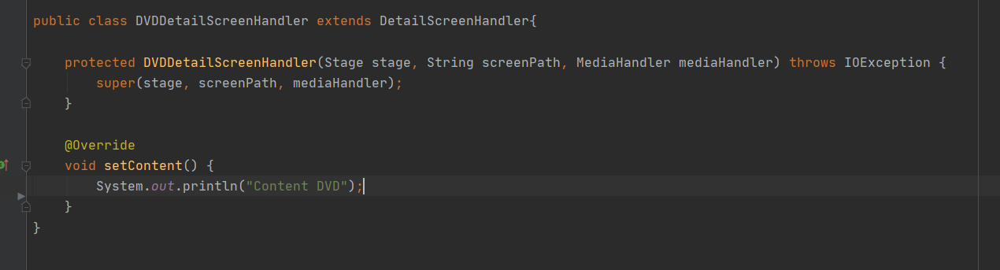 public class DVDDetailScreenHandler extends DetailScreenHandler{
protected DVDDetailScreenHandler(Stage stage, String screenPath, MediaHandler mediaHandler) throws IOException {
super(stage, screenPath, mediaHandler);
}
@Override
void setContent() {
System.out.println("Content DVD");
}
}